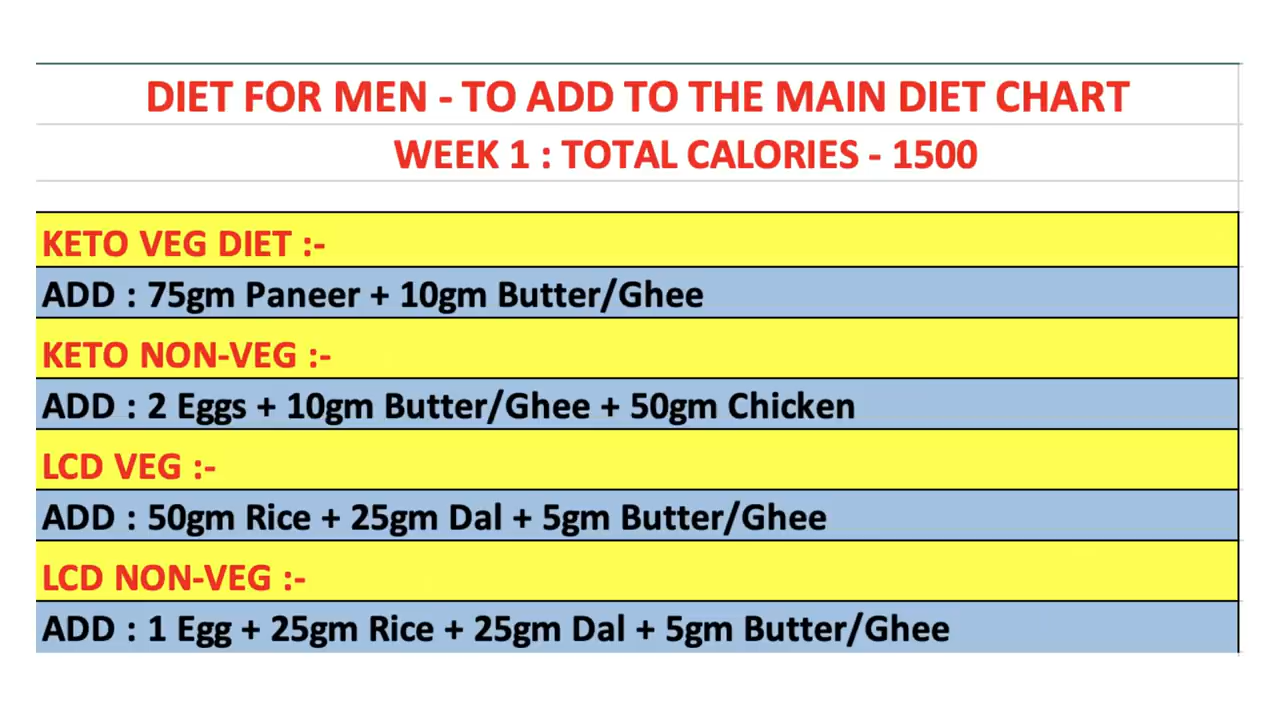 DIET FOR MEN - TO ADD TO THE MAIN DIET CHART
WEEK 1 : TOTAL CALORIES - 1500
KETO VEG DIET :-
ADD : 75gm Paneer + 10gm Butter/Ghee
KETO NON-VEG :-
ADD : 2 Eggs + 10gm Butter/Ghee + 50gm Chicken
LCD VEG :-
ADD : 50gm Rice + 25gm Dal + 5gm Butter/Ghee
LCD NON-VEG :-
ADD : 1 Egg + 25gm Rice + 25gm Dal + 5gm Butter/Ghee